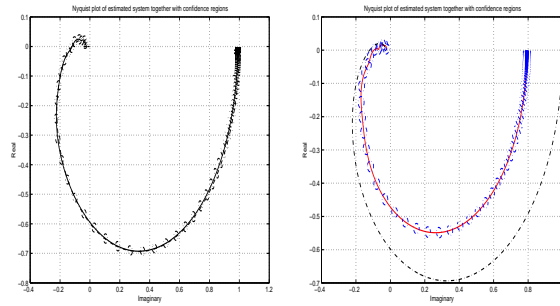 Nyquist plot of estimated system together with confidence regions
0.1
0
−0.1
−0.2
−0.3
−0.4
−0.5
−0.6
−0.7
−0.8
Real
−0.4 −0.2 0 0.2 0.4 0.6 0.8 1 1.2
Imaginary
Nyquist plot of estimated system together with confidence regions
0.1
0
−0.1
−0.2
−0.3
−0.4
−0.5
−0.6
−0.7
Real
−0.4 −0.2 0 0.2 0.4 0.6 0.8 1
Imaginary